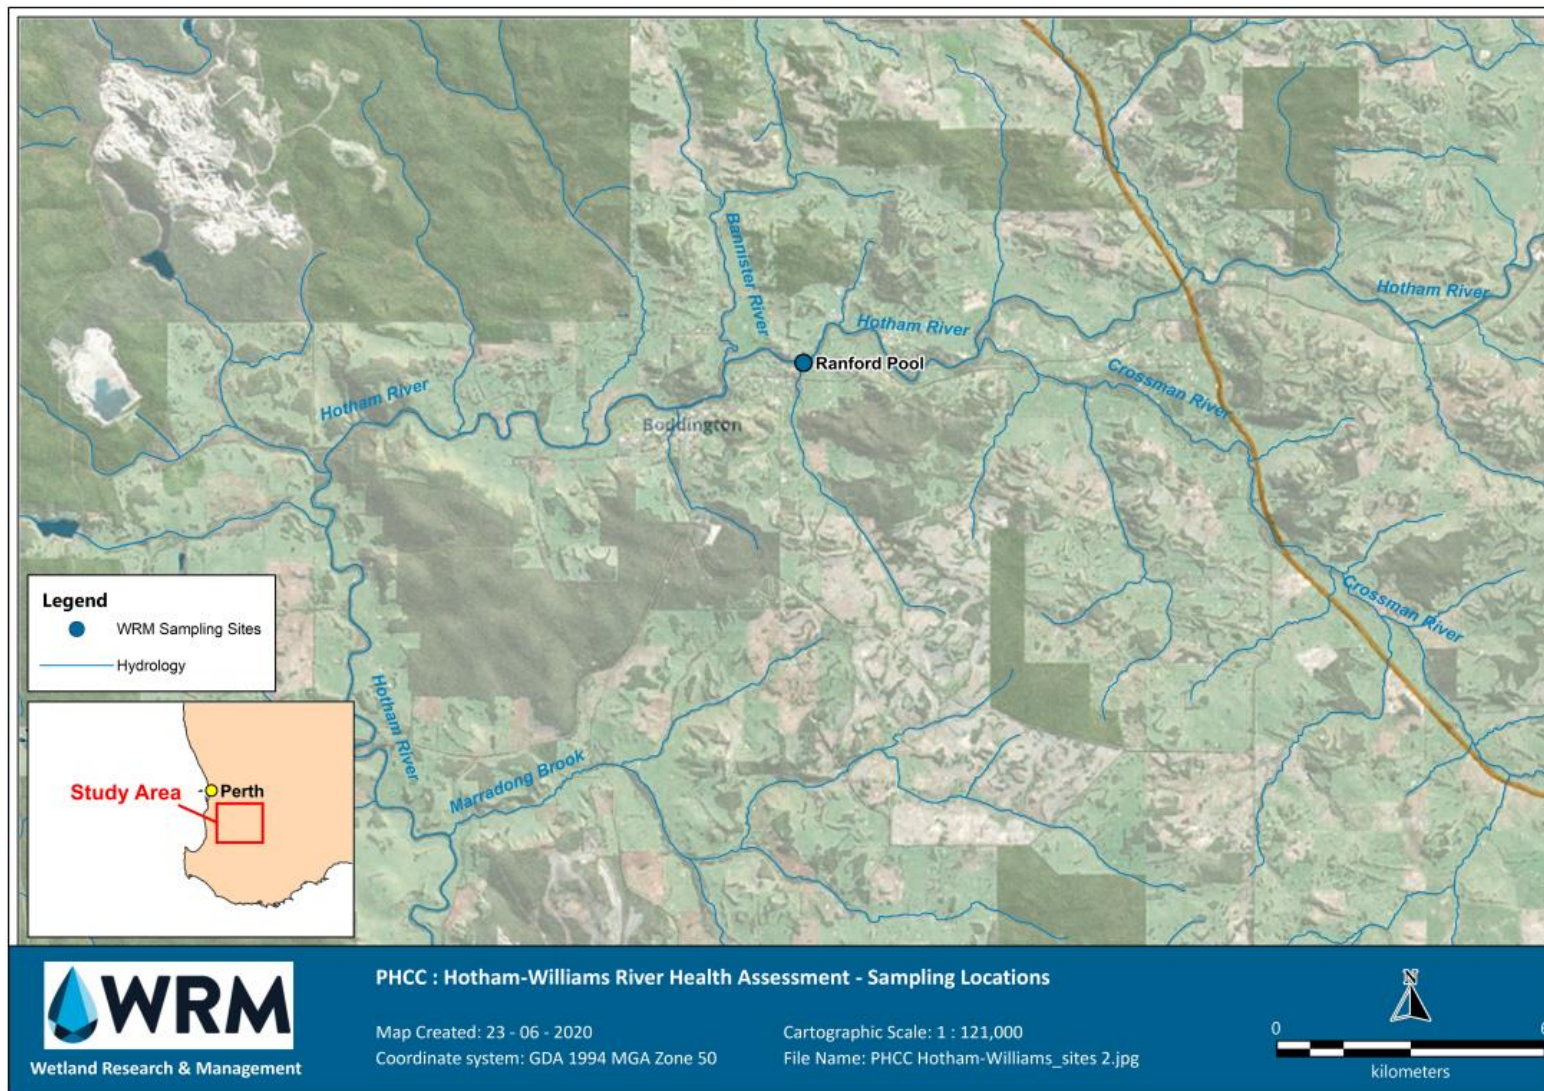 Bannister River
Hotham River
Hotham River
Ranford Pool
Crossman River
Hotham River
Boddington
Crossman River
Legend
WRM Sampling Sites
Hydrology
Hotham River
Marradong Brook
Study Area
Perth
WRM
Wetland Research & Management
PHCC : Hotham-Williams River Health Assessment - Sampling Locations
Map Created: 23 - 06 - 2020
Coordinate system: GDA 1994 MGA Zone 50
Cartographic Scale: 1 : 121,000
File Name: PHCC Hotham-Williams_sites 2.jpg
N
0
kilometers